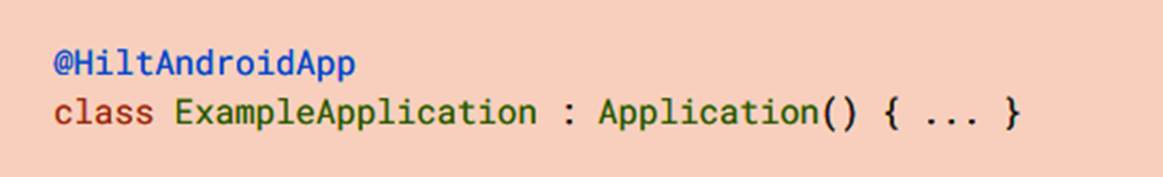 @HiltAndroidApp
class ExampleApplication : Application() { ... }